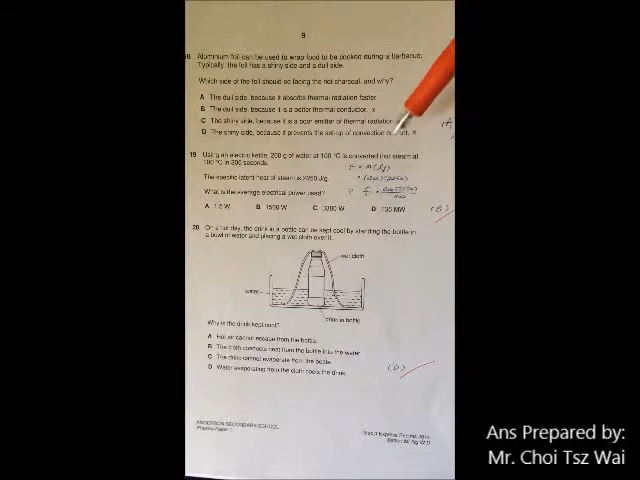 9
18 Aluminium foil can be used to wrap food to be cooked during a barbecue.
Typically, the foil has a shiny side and a dull side.
Which side of the foil should be facing the hot charcoal, and why?
A The dull side, because it absorbs thermal radiation faster
B The dull side, because it is a better thermal conductor. x
C The shiny side, because it is a poor emitter of thermal radiation
D The shiny side, because it prevents the set-up of convection current. x
(A
19 Using an electric kettle, 200 g of water at 100 °C is converted into steam at
100 °C in 300 seconds.
The specific latent heat of steam is 2250 J/g.
What is the average electrical power used?
= (200)(2250)
A 1.5 W B 1500 W C 3380 W D 135 MW
(B)
20 On a hot day, the drink in a bottle can be kept cool by standing the bottle in
a bowl of water and placing a wet cloth over it.
wet cloth
water
drink in bottle
Why is the drink kept cool?
A Hot air cannot escape from the bottle.
B The cloth conducts heat from the bottle into the water
C The drink cannot evaporate from the bottle.
D Water evaporating from the cloth cools the drink
(D)
ANDERSON SECONDARY SCHOOL
Physics Paper 1
Ans Prepared by:
Mr. Choi Tsz Wai